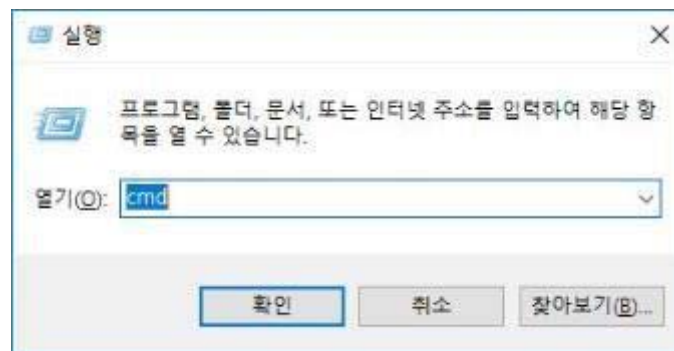 실행
프로그램, 폴더, 문서, 또는 인터넷 주소를 입력하여 해당 항
목을 열 수 있습니다.
열기(O): cmd
확인 취소 찾아보기(B)...